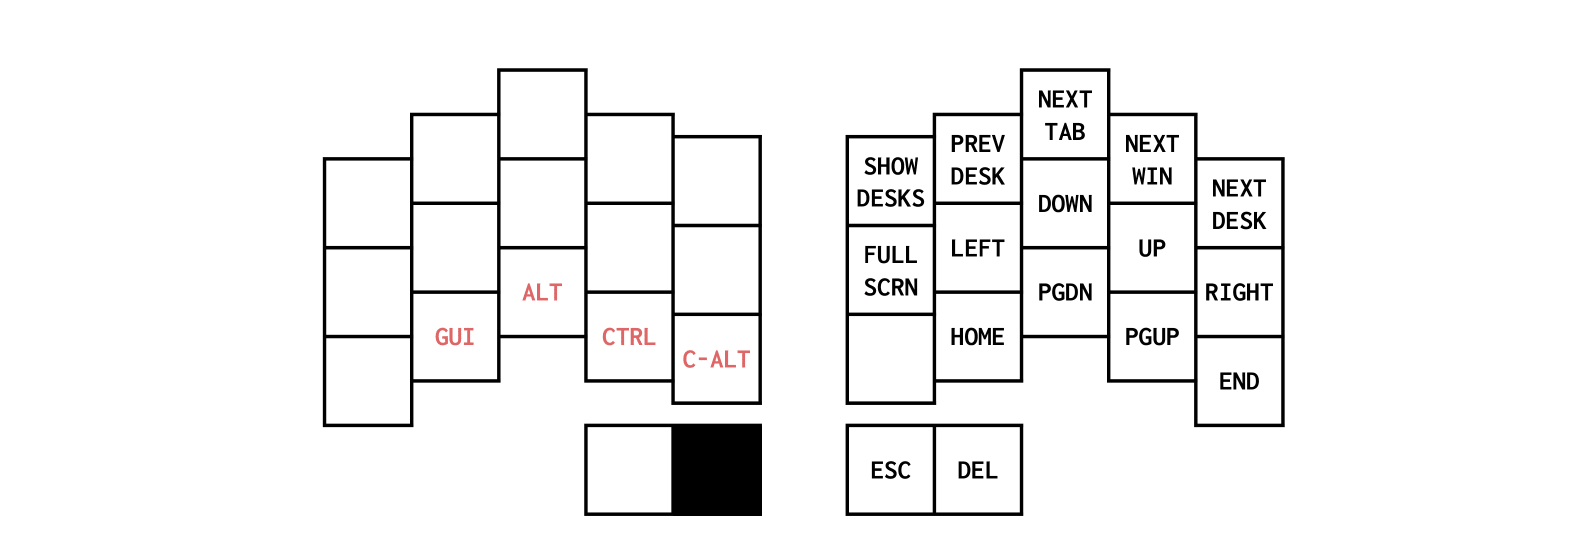 ALT
GUI
CTRL
C-ALT
SHOW
DESKS
PREV
DESK
NEXT
TAB
NEXT
WIN
NEXT
DESK
FULL
SCRN
LEFT
DOWN
UP
RIGHT
HOME
PGDN
PGUP
END
ESC
DEL